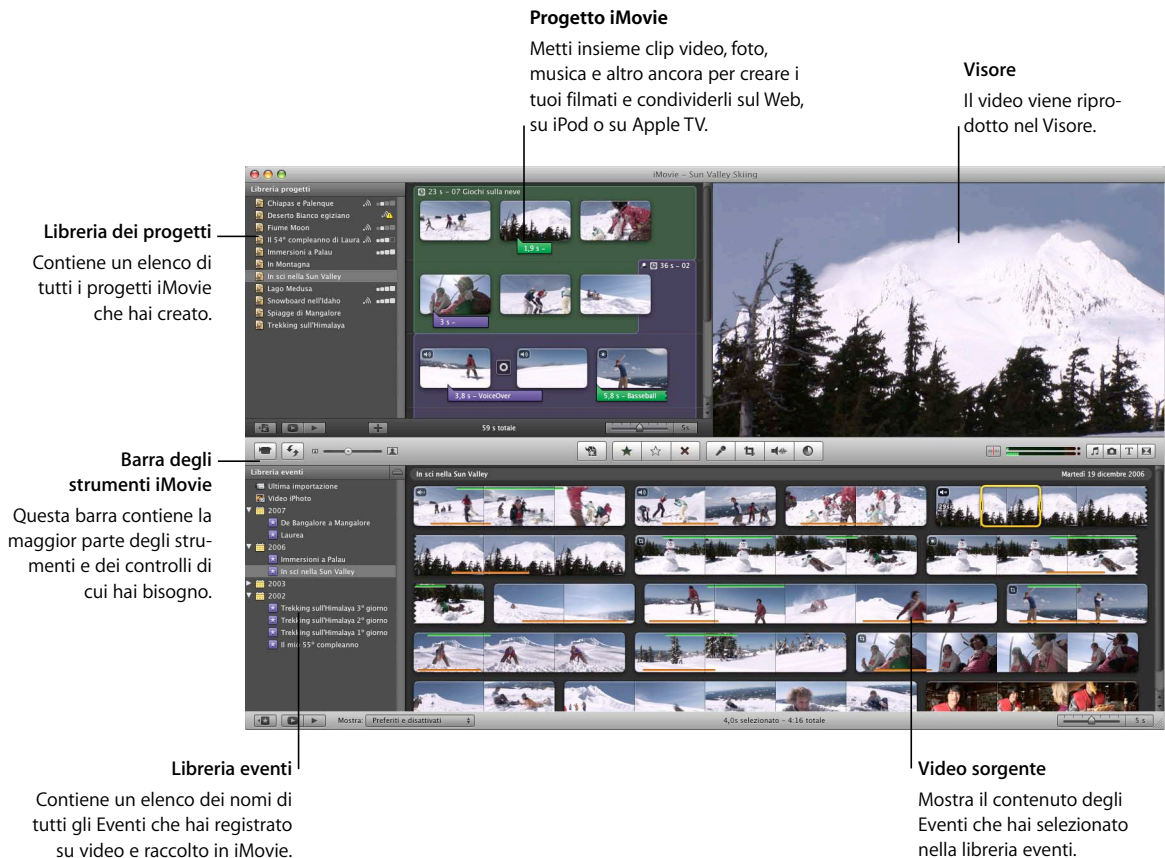 Progetto iMovie
Metti insieme clip video, foto,
musica e altro ancora per creare i
tuoi filmati e condividerli sul Web,
su iPod o su Apple TV.
Visore
Il video viene ripro-
dotto nel Visore.
Libreria dei progetti
Contiene un elenco di
tutti i progetti iMovie
che hai creato.
Barra degli
strumenti iMovie
Questa barra contiene la
maggior parte degli stru-
menti e dei controlli di
cui hai bisogno.
iMovie – Sun Valley Skiing
Libreria progetti
Chiapas e Palenque
Deserto Bianco egiziano
Fiume Moon
Il 54° compleanno di Laura
Immersioni a Palau
In Montagna
In sci nella Sun Valley
Lago Medusa
Snowboard nell'Idaho
Spiagge di Mangalore
Trekking sull'Himalaya
23 s – 07 Giochi sulla neve
1,9 s –
36 s – 02
3 s –
3,8 s – VoiceOver
5,8 s – Basseball
59 s totale
5s
Libreria eventi
Ultima importazione
Video iPhoto
2007
De Bangalore a Mangalore
Laurea
2006
Immersioni a Palau
In sci nella Sun Valley
2003
2002
Trekking sull'Himalaya 3° giorno
Trekking sull'Himalaya 2° giorno
Trekking sull'Himalaya 1° giorno
Il mio 55° compleanno
In sci nella Sun Valley
Martedì 19 dicembre 2006
Mostra: Preferiti e disattivati
4,0s selezionato – 4:16 totale
5 s
Libreria eventi
Contiene un elenco dei nomi di
tutti gli Eventi che hai registrato
su video e raccolto in iMovie.
Video sorgente
Mostra il contenuto degli
Eventi che hai selezionato
nella libreria eventi.